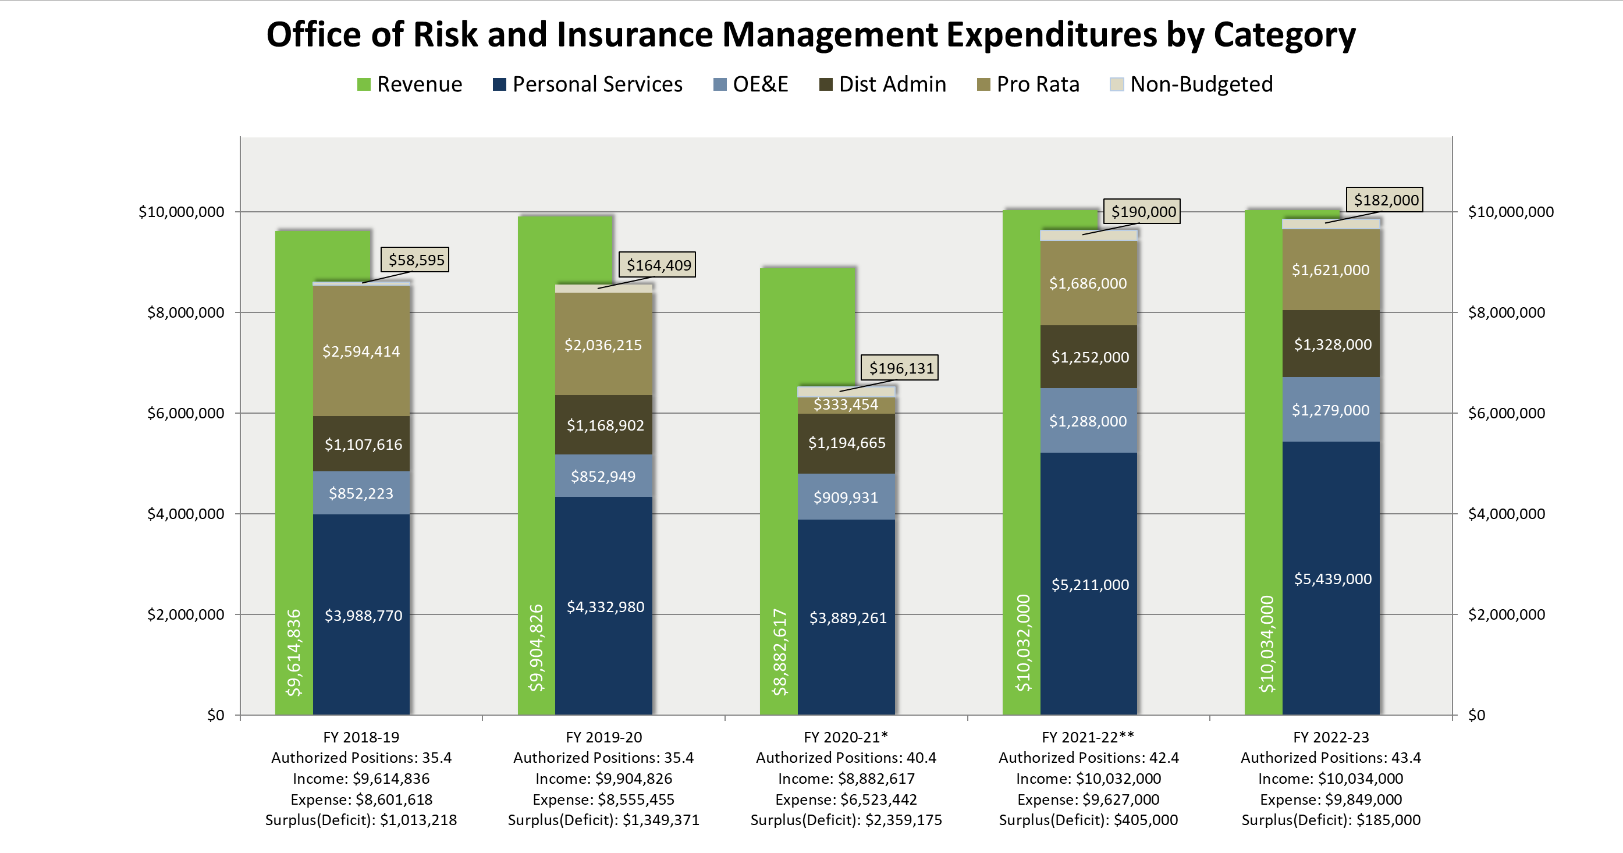 Office of Risk and Insurance Management Expenditures by Category
Revenue Personal Services OE&E Dist Admin Pro Rata Non-Budgeted
$10,000,000
$8,000,000
$6,000,000
$4,000,000
$2,000,000
$0
$9,614,836
$58,595
$2,594,414
$1,107,616
$852,223
$3,988,770
$9,904,826
$164,409
$2,036,215
$1,168,902
$852,949
$4,332,980
$8,882,617
$196,131
$333,454
$1,194,665
$909,931
$3,889,261
$10,032,000
$190,000
$1,686,000
$1,252,000
$1,288,000
$5,211,000
$10,034,000
$182,000
$1,621,000
$1,328,000
$1,279,000
$5,439,000
$10,000,000
$8,000,000
$6,000,000
$4,000,000
$2,000,000
$0
FY 2018-19
Authorized Positions: 35.4
Income: $9,614,836
Expense: $8,601,618
Surplus(Deficit): $1,013,218
FY 2019-20
Authorized Positions: 35.4
Income: $9,904,826
Expense: $8,555,455
Surplus(Deficit): $1,349,371
FY 2020-21*
Authorized Positions: 40.4
Income: $8,882,617
Expense: $6,523,442
Surplus(Deficit): $2,359,175
FY 2021-22**
Authorized Positions: 42.4
Income: $10,032,000
Expense: $9,627,000
Surplus(Deficit): $405,000
FY 2022-23
Authorized Positions: 43.4
Income: $10,034,000
Expense: $9,849,000
Surplus(Deficit): $185,000